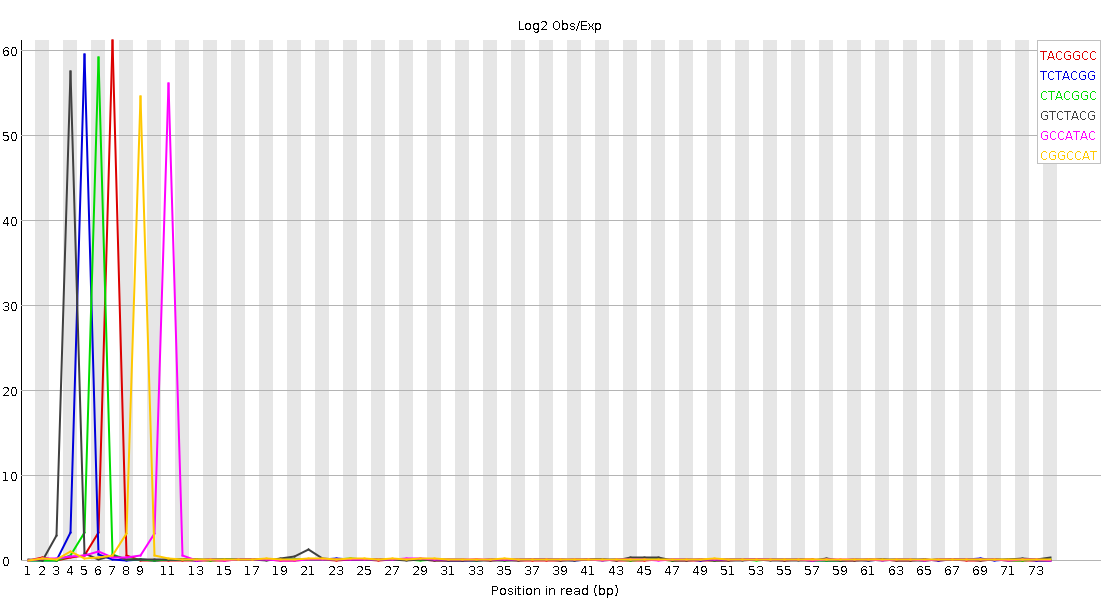 Log2 Obs/Exp
60
50
40
30
20
10
0
TACGGCC
TCTACGG
CTACGGC
GTCTACG
GCCATAC
CGGCCAT
1 2 3 4 5 6 7 8 9 11 13 15 17 19 21 23 25 27 29 31 33 35 37 39 41 43 45 47 49 51 53 55 57 59 61 63 65 67 69 71 73
Position in read (bp)